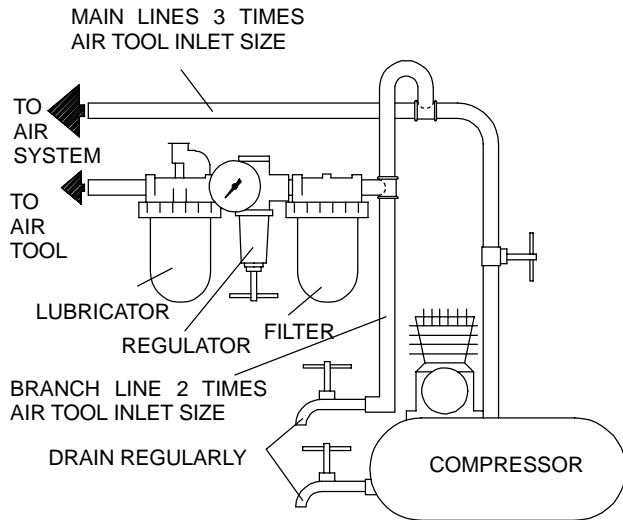 MAIN LINES 3 TIMES
AIR TOOL INLET SIZE
TO
AIR
SYSTEM
TO
AIR
TOOL
LUBRICATOR
REGULATOR
FILTER
BRANCH LINE 2 TIMES
AIR TOOL INLET SIZE
DRAIN REGULARLY
COMPRESSOR